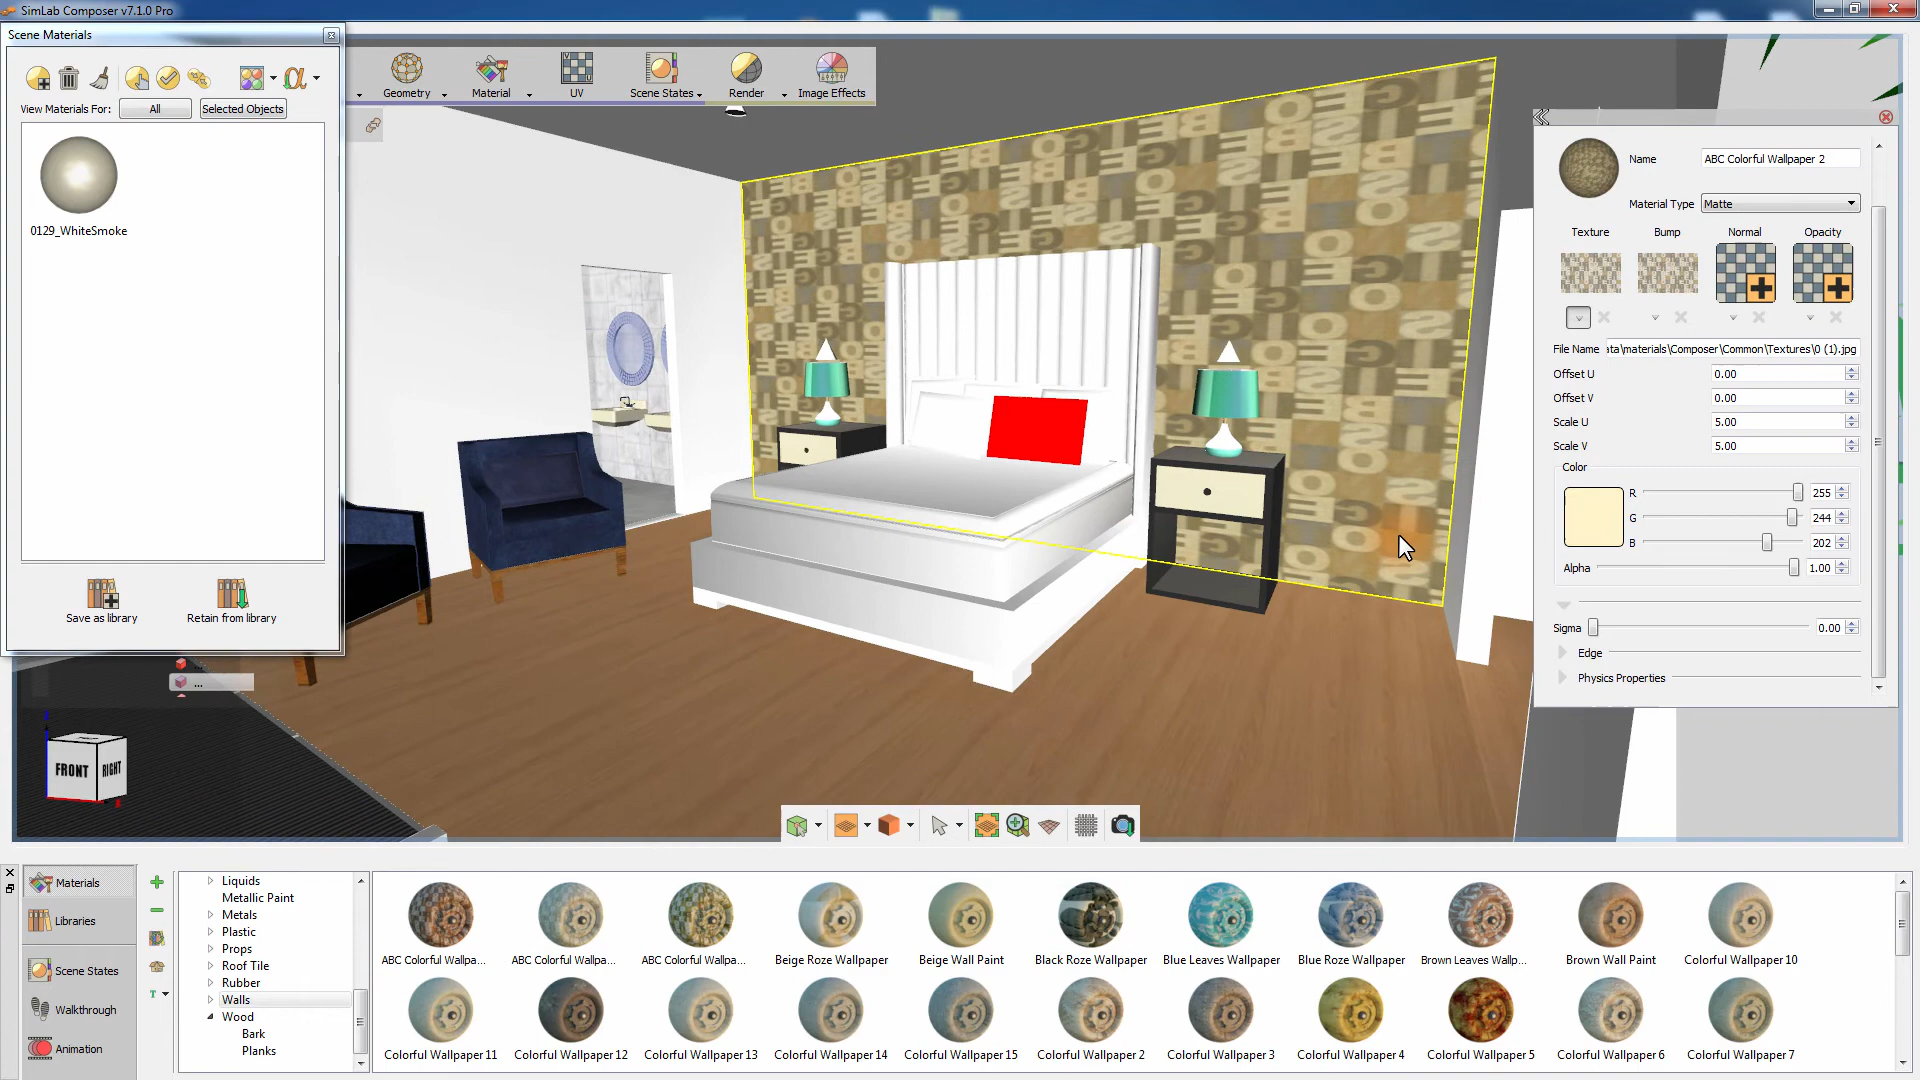 SimLab Composer v7.1.0 Pro
Scene Materials
View Materials For: All Selected Objects
0129_WhiteSmoke
Save as library Retain from library
Geometry Material UV Scene States Render Image Effects
Name ABC Colorful Wallpaper 2
Material Type Matte
Texture Bump Normal Opacity
File Name ata\materials\Composer\Common\Textures\0 (1).jpg
Offset U 0.00
Offset V 0.00
Scale U 5.00
Scale V 5.00
Color
R 255
G 244
B 202
Alpha 1.00
Sigma 0.00
Edge
Physics Properties
...
FRONT RIGHT
Materials
Libraries
Scene States
Walkthrough
Animation
Liquids
Metallic Paint
Metals
Plastic
Props
Roof Tile
Rubber
Walls
Wood
Bark
Planks
ABC Colorful Wallpa... ABC Colorful Wallpa... ABC Colorful Wallpa... Beige Roze Wallpaper Beige Wall Paint Black Roze Wallpaper Blue Leaves Wallpaper Blue Roze Wallpaper Brown Leaves Wallp... Brown Wall Paint Colorful Wallpaper 10
Colorful Wallpaper 11 Colorful Wallpaper 12 Colorful Wallpaper 13 Colorful Wallpaper 14 Colorful Wallpaper 15 Colorful Wallpaper 2 Colorful Wallpaper 3 Colorful Wallpaper 4 Colorful Wallpaper 5 Colorful Wallpaper 6 Colorful Wallpaper 7